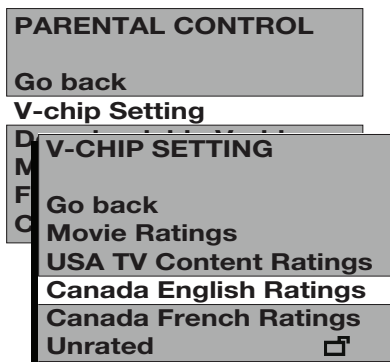 PARENTAL CONTROL
Go back
V-chip Setting
V-CHIP SETTING
Go back
Movie Ratings
USA TV Content Ratings
Canada English Ratings
Canada French Ratings
Unrated